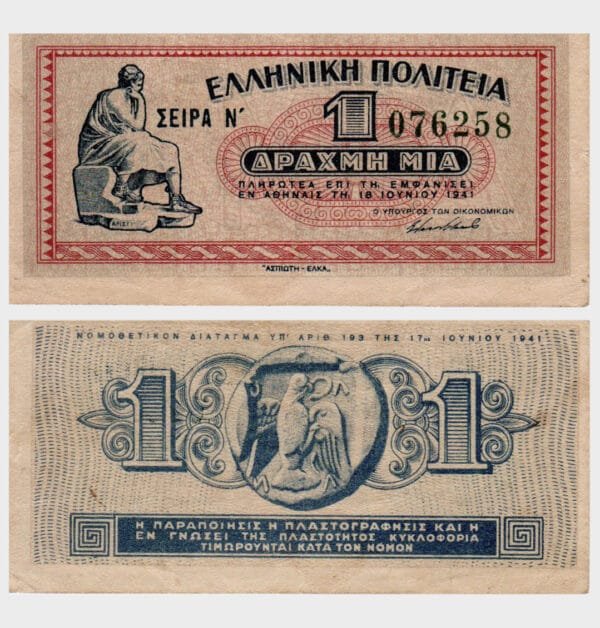 ΕΛΛΗΝΙΚΗ ΠΟΛΙΤΕΙΑ
ΣΕΙΡΑ Ν´
1 076258
ΔΡΑΧΜΗ ΜΙΑ
ΠΛΗΡΩΤΕΑ ΕΠΙ ΤΗ ΕΜΦΑΝΙΣΕΙ
ΕΝ ΑΘΗΝΑΙΣ ΤΗ, 18 ΙΟΥΝΙΟΥ 1941
Ο ΥΠΟΥΡΓΟΣ ΤΩΝ ΟΙΚΟΝΟΜΙΚΩΝ
"ΑΣΠΙΩΤΗ - ΕΛΚΑ„
ΝΟΜΟΘΕΤΙΚΟΝ ΔΙΑΤΑΓΜΑ ΥΠ' ΑΡΙΘ 193 ΤΗΣ 17ης ΙΟΥΝΙΟΥ 1941
1 1
Η ΠΑΡΑΠΟΙΗΣΙΣ Η ΠΛΑΣΤΟΓΡΑΦΗΣΙΣ ΚΑΙ Η
ΕΝ ΓΝΩΣΕΙ ΤΗΣ ΠΛΑΣΤΟΤΗΤΟΣ ΚΥΚΛΟΦΟΡΙΑ
ΤΙΜΩΡΟΥΝΤΑΙ ΚΑΤΑ ΤΟΝ ΝΟΜΟΝ